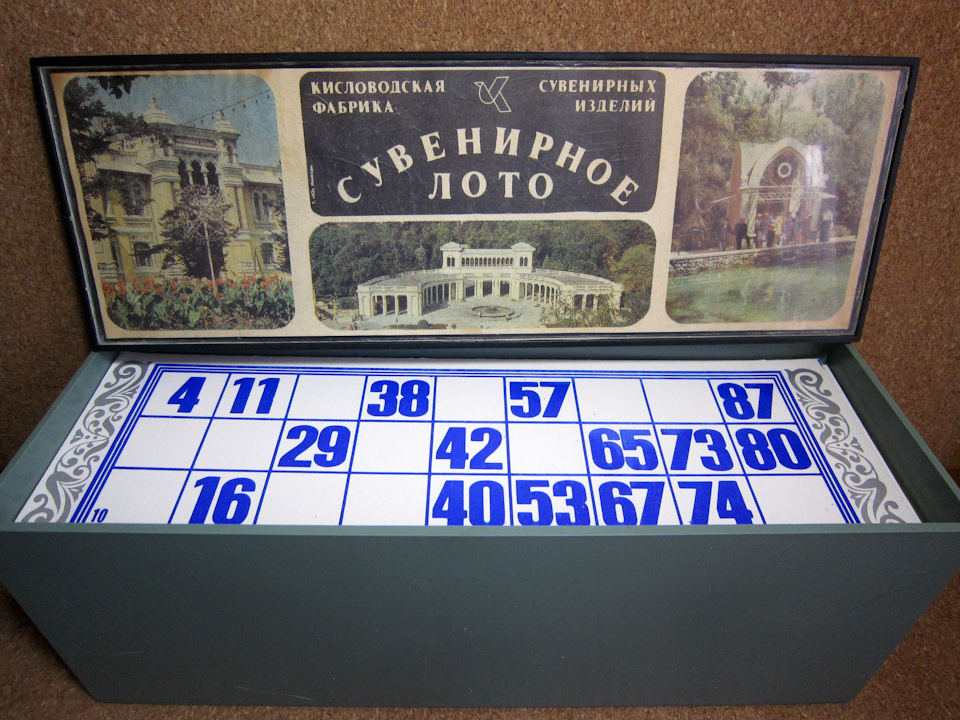 КИСЛОВОДСКАЯ
ФАБРИКА
СУВЕНИРНЫХ
ИЗДЕЛИЙ
СУВЕНИРНОЕ
ЛОТО
4 11 38 57 87
29 42 65 73 80
16 40 53 67 74
10